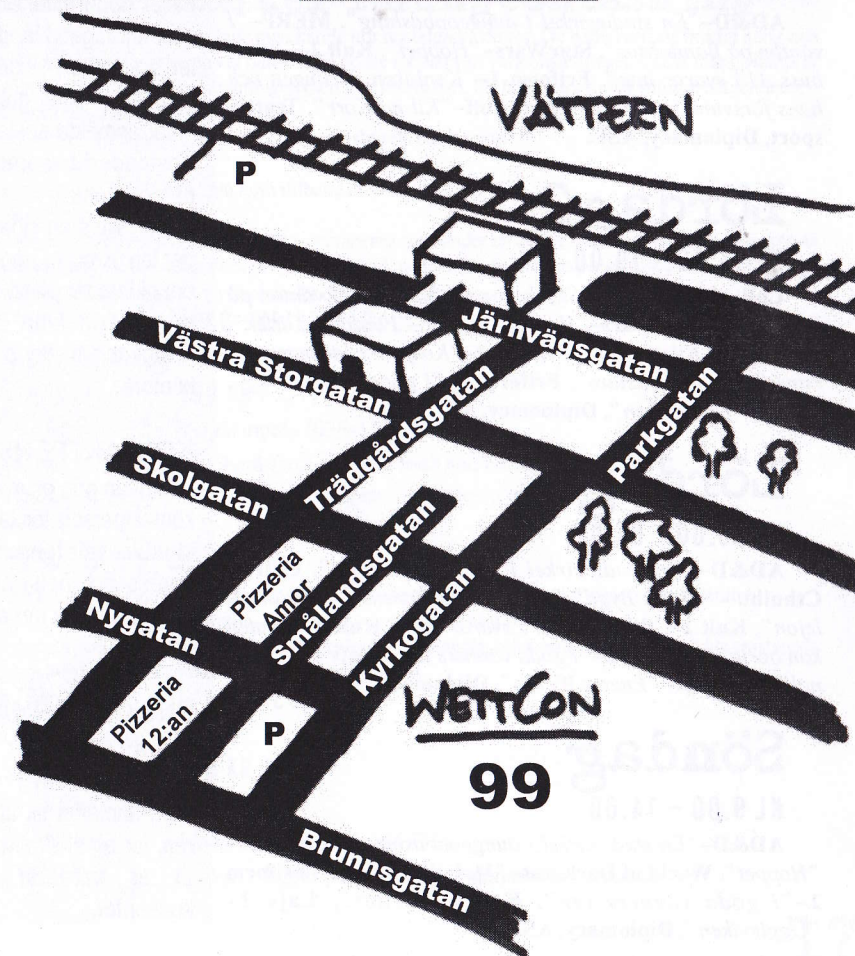 VÄTTERN
P
Järnvägsgatan
Västra Storgatan
Trädgårdsgatan
Parkgatan
Skolgatan
Smålandsgatan
Pizzeria
Amor
Nygatan
Kyrkogatan
Pizzeria
12:an
P
WETTCON
99
Brunnsgatan